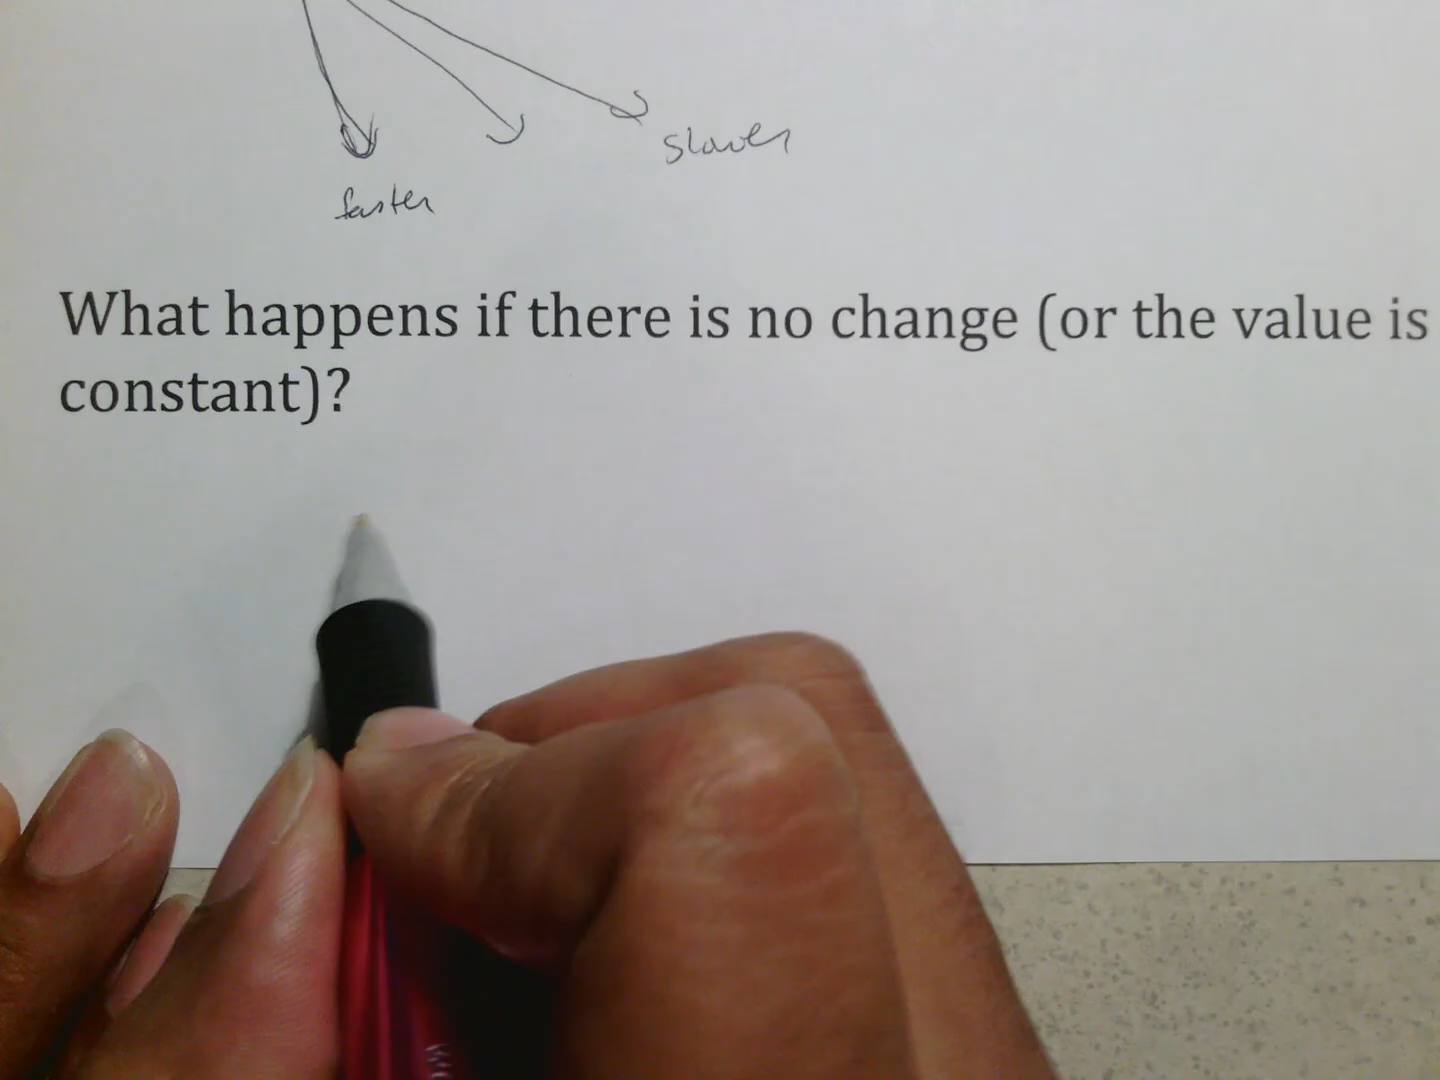 slower
faster
What happens if there is no change (or the value is
constant)?